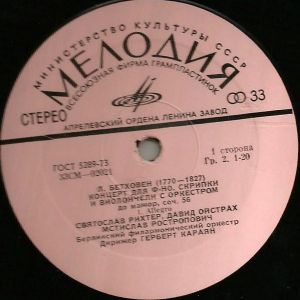 МИНИСТЕРСТВО КУЛЬТУРЫ СССР
МЕЛОДИЯ
ВСЕСОЮЗНАЯ ФИРМА ГРАМПЛАСТИНОК
СТЕРЕО
33
АПРЕЛЕВСКИЙ ОРДЕНА ЛЕНИНА ЗАВОД
ГОСТ 5289-73
33СМ—02021
1 сторона
Гр. 2. 1-20
Л. БЕТХОВЕН (1770—1827)
КОНЦЕРТ ДЛЯ Ф-НО, СКРИПКИ
И ВИОЛОНЧЕЛИ С ОРКЕСТРОМ
до мажор, соч. 56
Allegro
СВЯТОСЛАВ РИХТЕР, ДАВИД ОЙСТРАХ
МСТИСЛАВ РОСТРОПОВИЧ
Берлинский филармонический оркестр
Дирижер ГЕРБЕРТ КАРАЯН